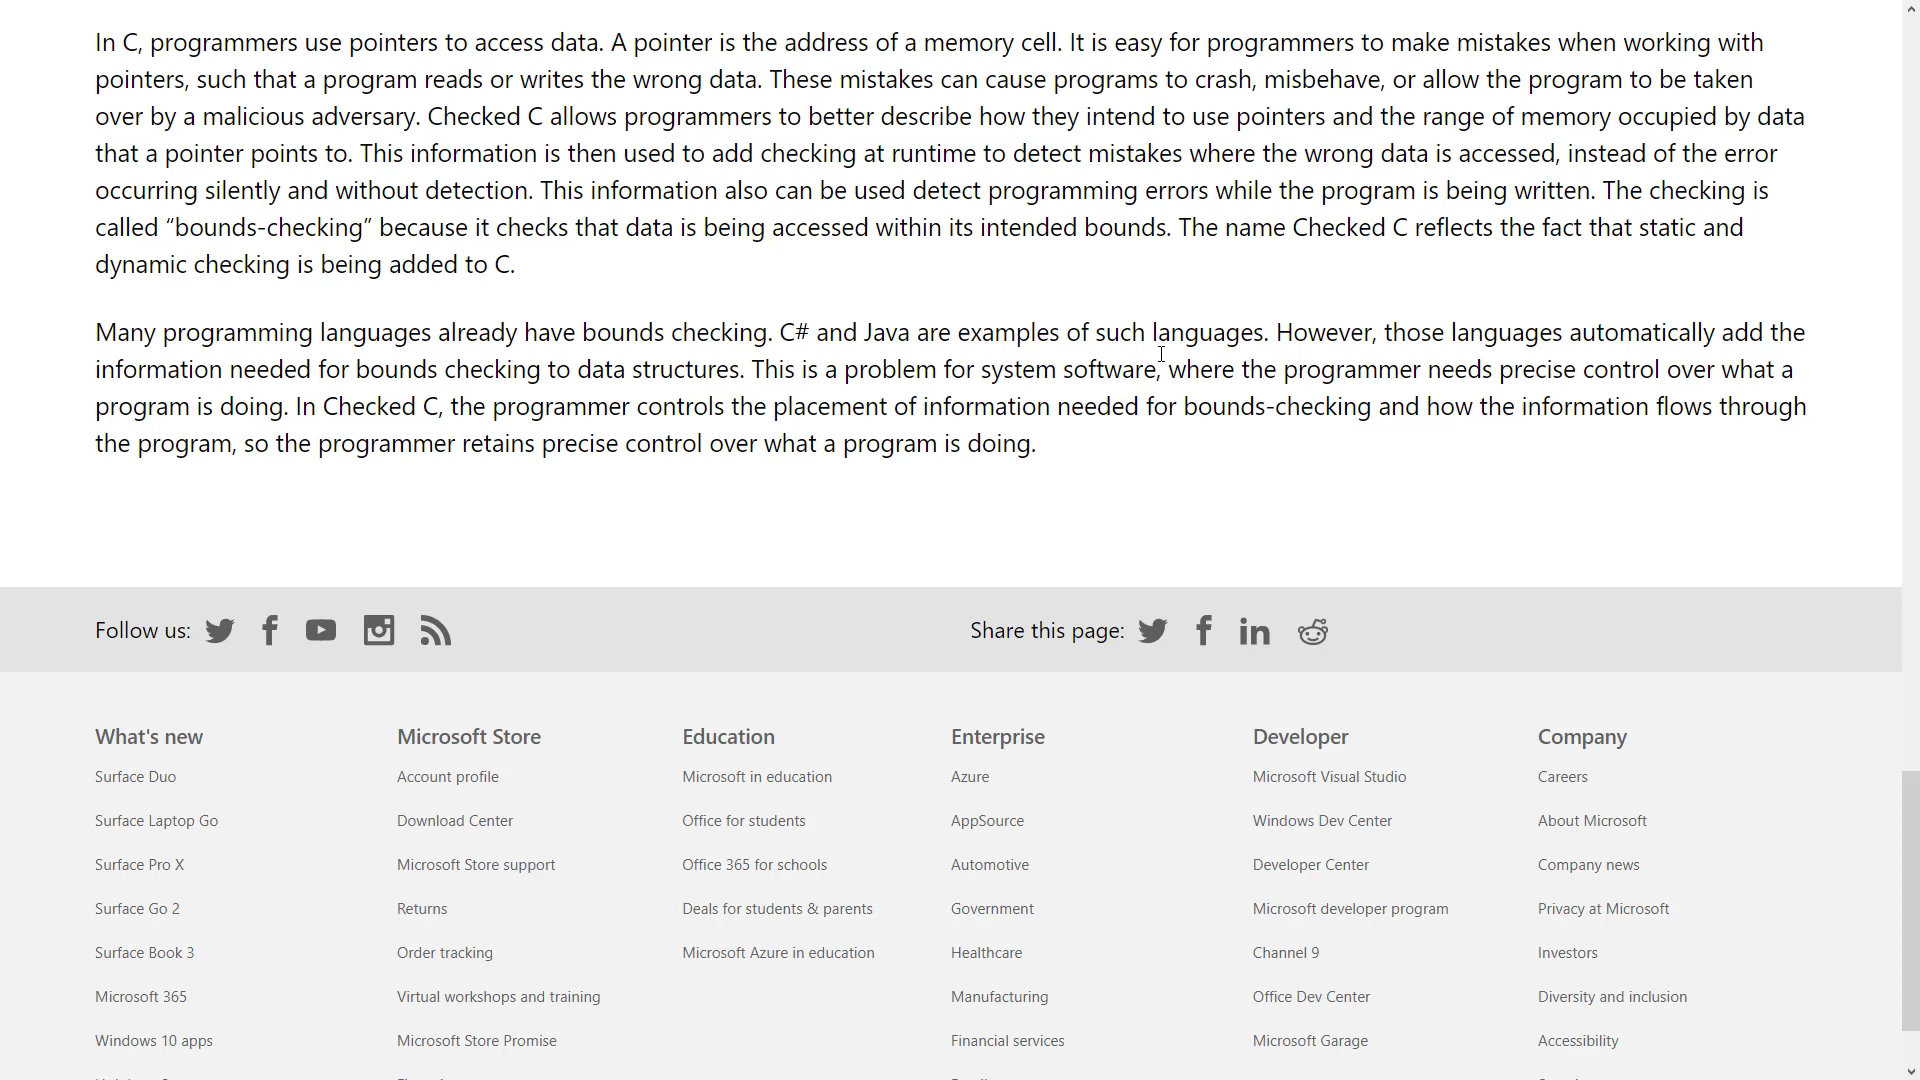 In C, programmers use pointers to access data. A pointer is the address of a memory cell. It is easy for programmers to make mistakes when working with
pointers, such that a program reads or writes the wrong data. These mistakes can cause programs to crash, misbehave, or allow the program to be taken
over by a malicious adversary. Checked C allows programmers to better describe how they intend to use pointers and the range of memory occupied by data
that a pointer points to. This information is then used to add checking at runtime to detect mistakes where the wrong data is accessed, instead of the error
occurring silently and without detection. This information also can be used detect programming errors while the program is being written. The checking is
called “bounds-checking” because it checks that data is being accessed within its intended bounds. The name Checked C reflects the fact that static and
dynamic checking is being added to C.
Many programming languages already have bounds checking. C# and Java are examples of such languages. However, those languages automatically add the
information needed for bounds checking to data structures. This is a problem for system software, where the programmer needs precise control over what a
program is doing. In Checked C, the programmer controls the placement of information needed for bounds-checking and how the information flows through
the program, so the programmer retains precise control over what a program is doing.
Follow us:
Share this page:
What's new
Surface Duo
Surface Laptop Go
Surface Pro X
Surface Go 2
Surface Book 3
Microsoft 365
Windows 10 apps
Microsoft Store
Account profile
Download Center
Microsoft Store support
Returns
Order tracking
Virtual workshops and training
Microsoft Store Promise
Education
Microsoft in education
Office for students
Office 365 for schools
Deals for students & parents
Microsoft Azure in education
Enterprise
Azure
AppSource
Automotive
Government
Healthcare
Manufacturing
Financial services
Developer
Microsoft Visual Studio
Windows Dev Center
Developer Center
Microsoft developer program
Channel 9
Office Dev Center
Microsoft Garage
Company
Careers
About Microsoft
Company news
Privacy at Microsoft
Investors
Diversity and inclusion
Accessibility